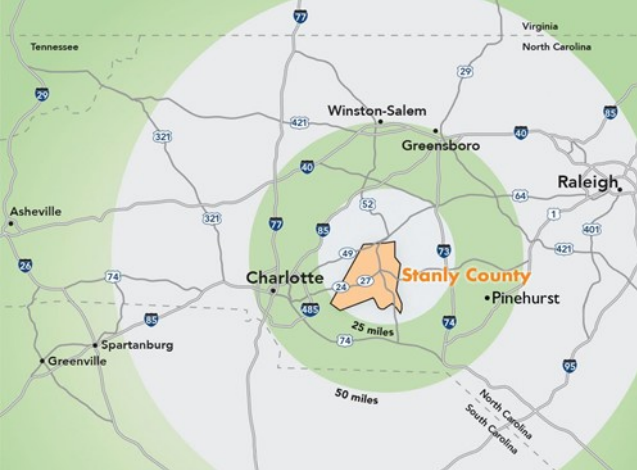 77
Virginia
Tennessee
North Carolina
29
29
85
Winston-Salem
421
321
40
Greensboro
40
Raleigh
64
52
Asheville
321
1
77
85
401
49
73
421
26
74
Charlotte
24
27
Stanly County
Pinehurst
485
85
25 miles
74
74
Spartanburg
Greenville
95
50 miles
North Carolina
South Carolina